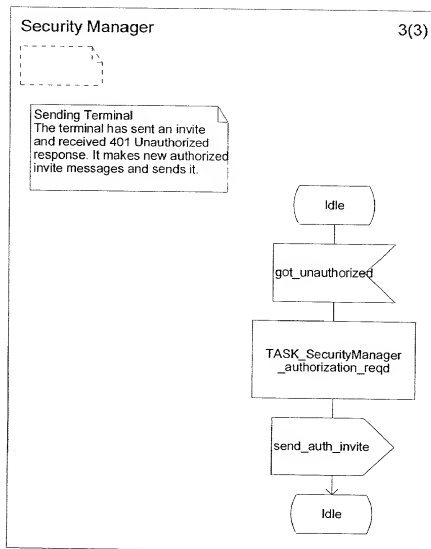 Security Manager
3(3)
Sending Terminal
The terminal has sent an invite
and received 401 Unauthorized
response. It makes new authorized
invite messages and sends it.
Idle
got_unauthorized
TASK_SecurityManager
_authorization_reqd
send_auth_invite
Idle